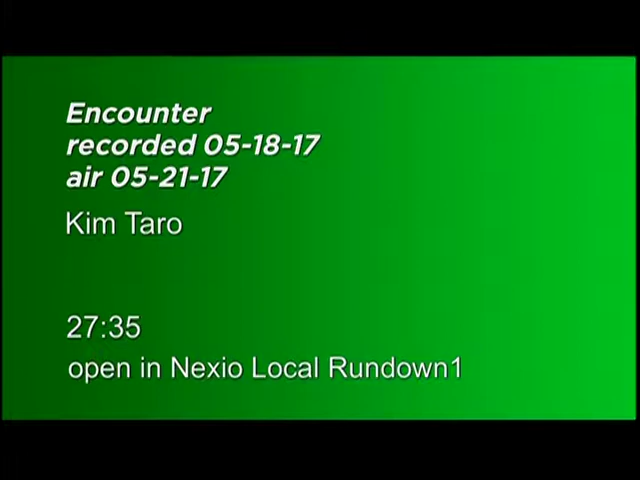 Encounter
recorded 05-18-17
air 05-21-17
Kim Taro
27:35
open in Nexio Local Rundown1